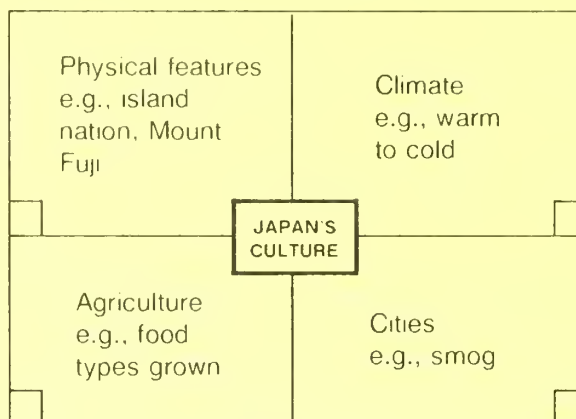 Physical features
e.g., island
nation, Mount
Fuji
Climate
e.g., warm
to cold
JAPAN'S
CULTURE
Agriculture
e.g., food
types grown
Cities
e.g., smog